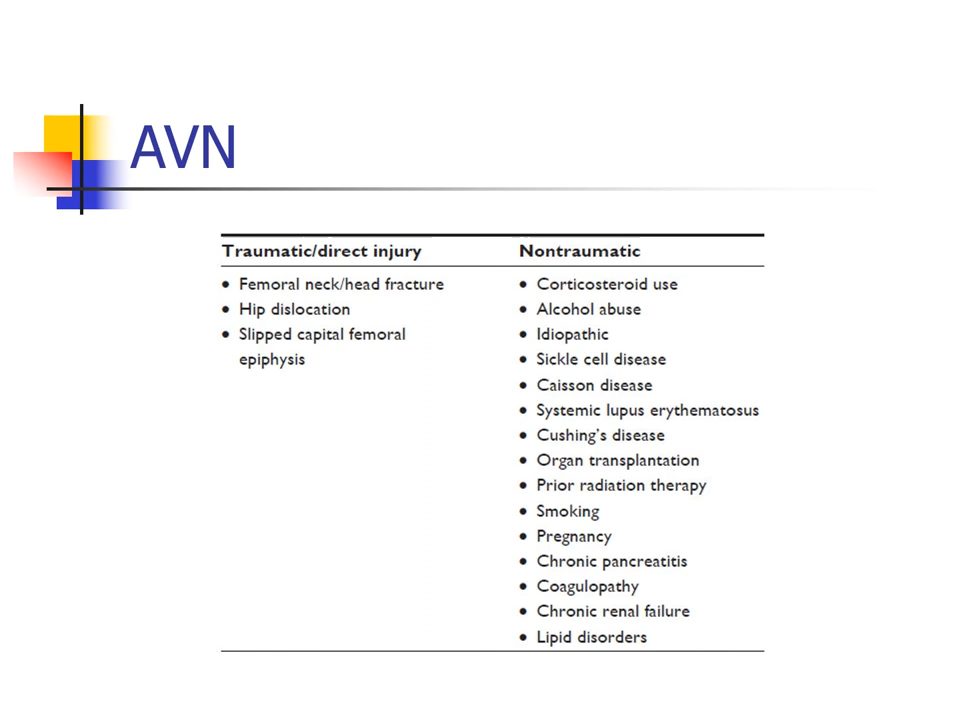 AVN
Traumatic/direct injury
• Femoral neck/head fracture
• Hip dislocation
• Slipped capital femoral
epiphysis
Nontraumatic
• Corticosteroid use
• Alcohol abuse
• Idiopathic
• Sickle cell disease
• Caisson disease
• Systemic lupus erythematosus
• Cushing's disease
• Organ transplantation
• Prior radiation therapy
• Smoking
• Pregnancy
• Chronic pancreatitis
• Coagulopathy
• Chronic renal failure
• Lipid disorders